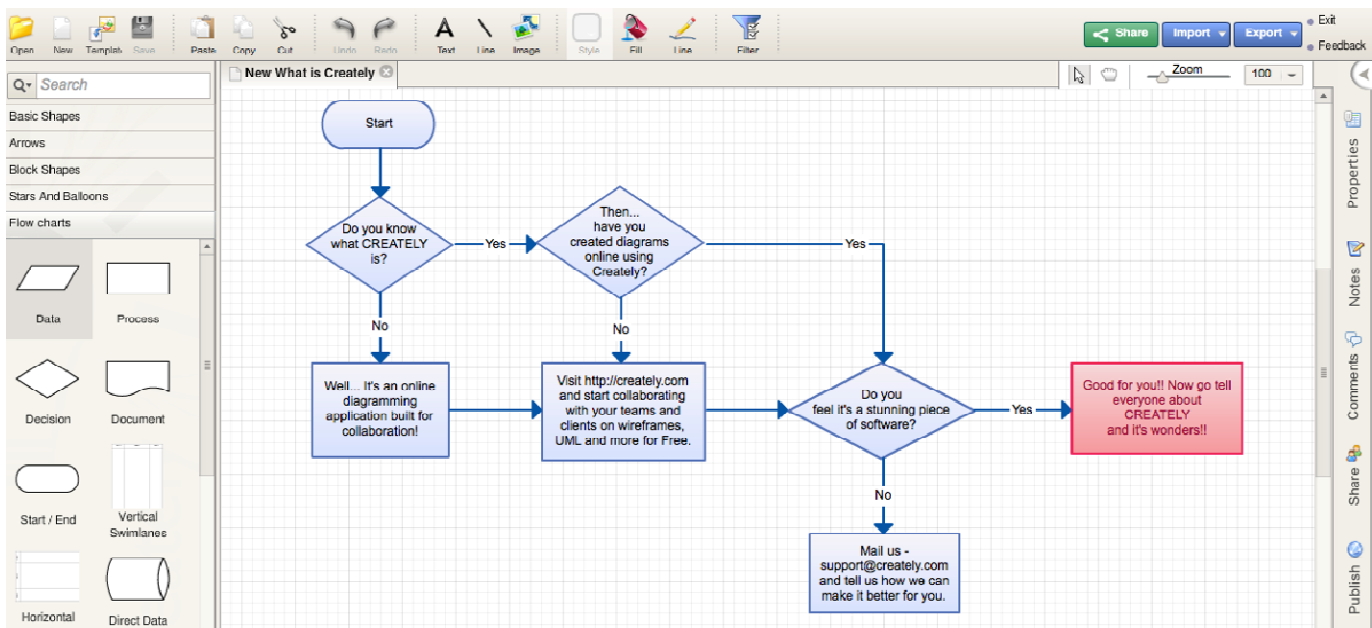 Open New Templat Save Paste Copy Cut Undo Redo Text Line Image Style Fill Line Filter
Share Import Export
Exit
Feedback
New What is Creately
Zoom 100
Search
Basic Shapes
Arrows
Block Shapes
Stars And Balloons
Flow charts
Data Process
Decision Document
Start / End Vertical
Swimlanes
Horizontal Direct Data
Start
Do you know
what CREATELY
is?
Yes
Then...
have you
created diagrams
online using
Creately?
Yes
No
No
Well... It's an online
diagramming
application built for
collaboration!
Visit http://creately.com
and start collaborating
with your teams and
clients on wireframes,
UML and more for Free.
Do you
feel it's a stunning piece
of software?
Yes
Good for you!! Now go tell
everyone about
CREATELY
and it's wonders!!
No
Mail us -
support@creately.com
and tell us how we can
make it better for you.
Properties
Notes
Comments
Share
Publish